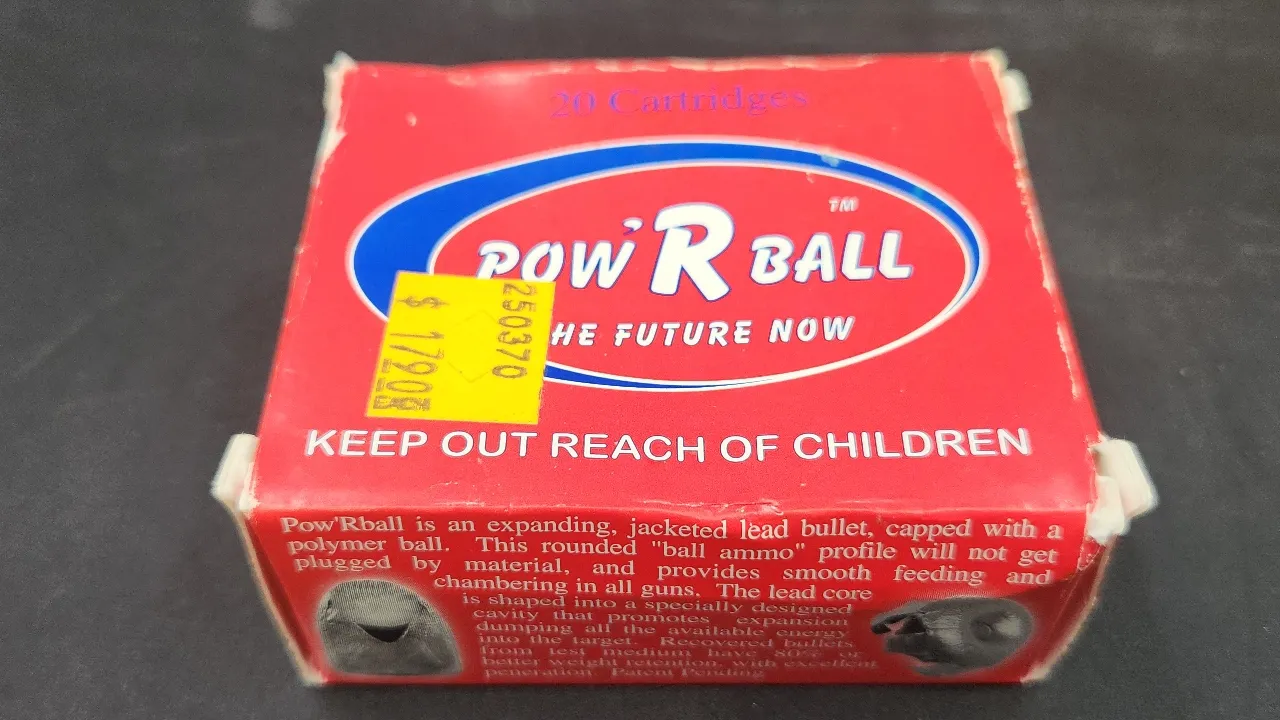 20 Cartridges
POW'R BALL
TM
HE FUTURE NOW
250370
$ 1790
KEEP OUT REACH OF CHILDREN
Pow'Rball is an expanding, jacketed lead bullet, capped with a
polymer ball. This rounded "ball ammo" profile will not get
plugged by material, and provides smooth feeding and
chambering in all guns. The lead core
is shaped into a specially designed
cavity that promotes expansion
dumping all the available energy
into the target. Recovered bullets
from test medium have 80% or
better weight retention, with excellent
peneration. Patent Pending